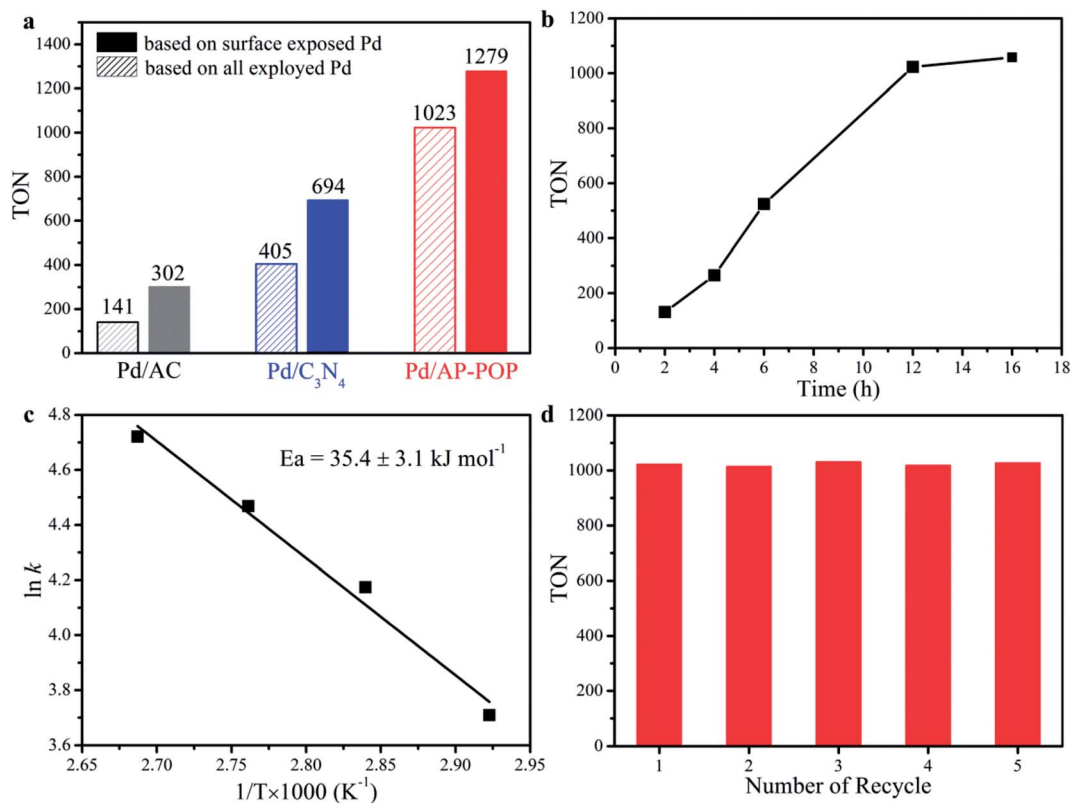 a
1400
1200
1000
800
600
400
200
0
TON
based on surface exposed Pd
based on all exployed Pd
141
302
405
694
1023
1279
Pd/AC
Pd/C₃N₄
Pd/AP-POP
b
1200
1000
800
600
400
200
0
TON
0 2 4 6 8 10 12 14 16 18
Time (h)
c
4.8
4.6
4.4
4.2
4.0
3.8
3.6
ln k
Ea = 35.4 ± 3.1 kJ mol⁻¹
2.65 2.70 2.75 2.80 2.85 2.90 2.95
1/T×1000 (K⁻¹)
d
1200
1000
800
600
400
200
0
TON
1 2 3 4 5
Number of Recycle